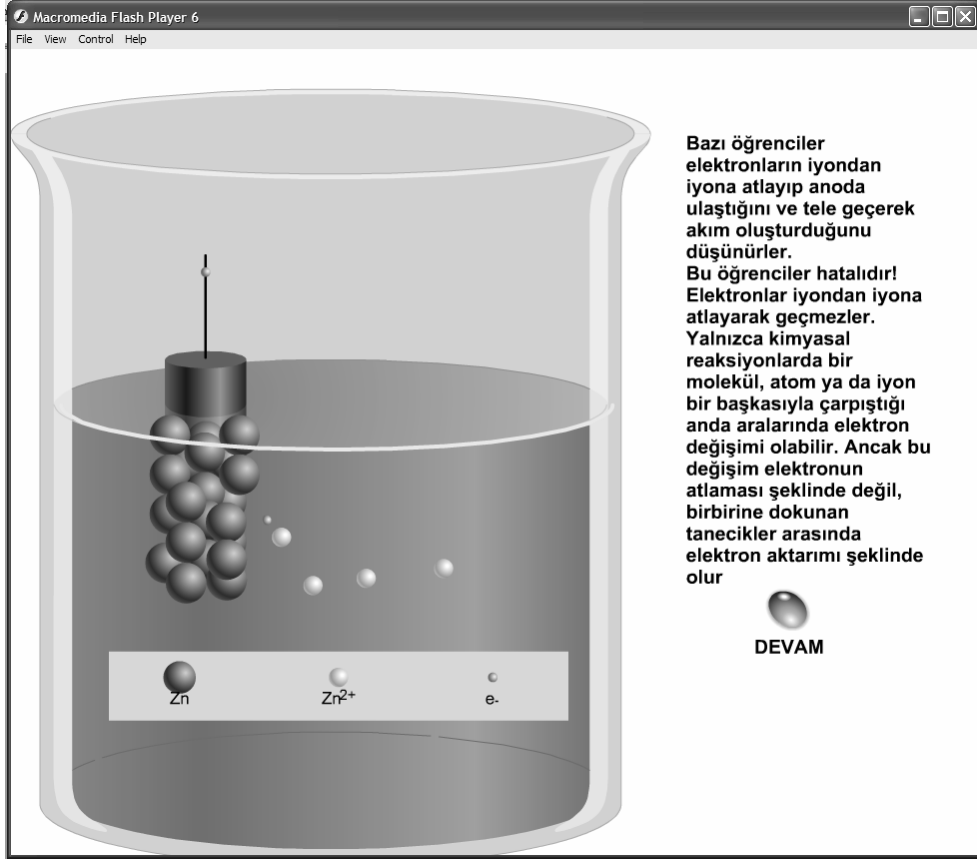 Macromedia Flash Player 6
File View Control Help
Bazı öğrenciler
elektronların iyondan
iyona atlayıp anoda
ulaştığını ve tele geçerek
akım oluşturduğunu
düşünürler.
Bu öğrenciler hatalıdır!
Elektronlar iyondan iyona
atlayarak geçmezler.
Yalnızca kimyasal
reaksiyonlarda bir
molekül, atom ya da iyon
bir başkasıyla çarpıştığı
anda aralarında elektron
değişimi olabilir. Ancak bu
değişim elektronun
atlaması şeklinde değil,
birbirine dokunan
tanecikler arasında
elektron aktarımı şeklinde
olur
DEVAM
Zn Zn2+ e-